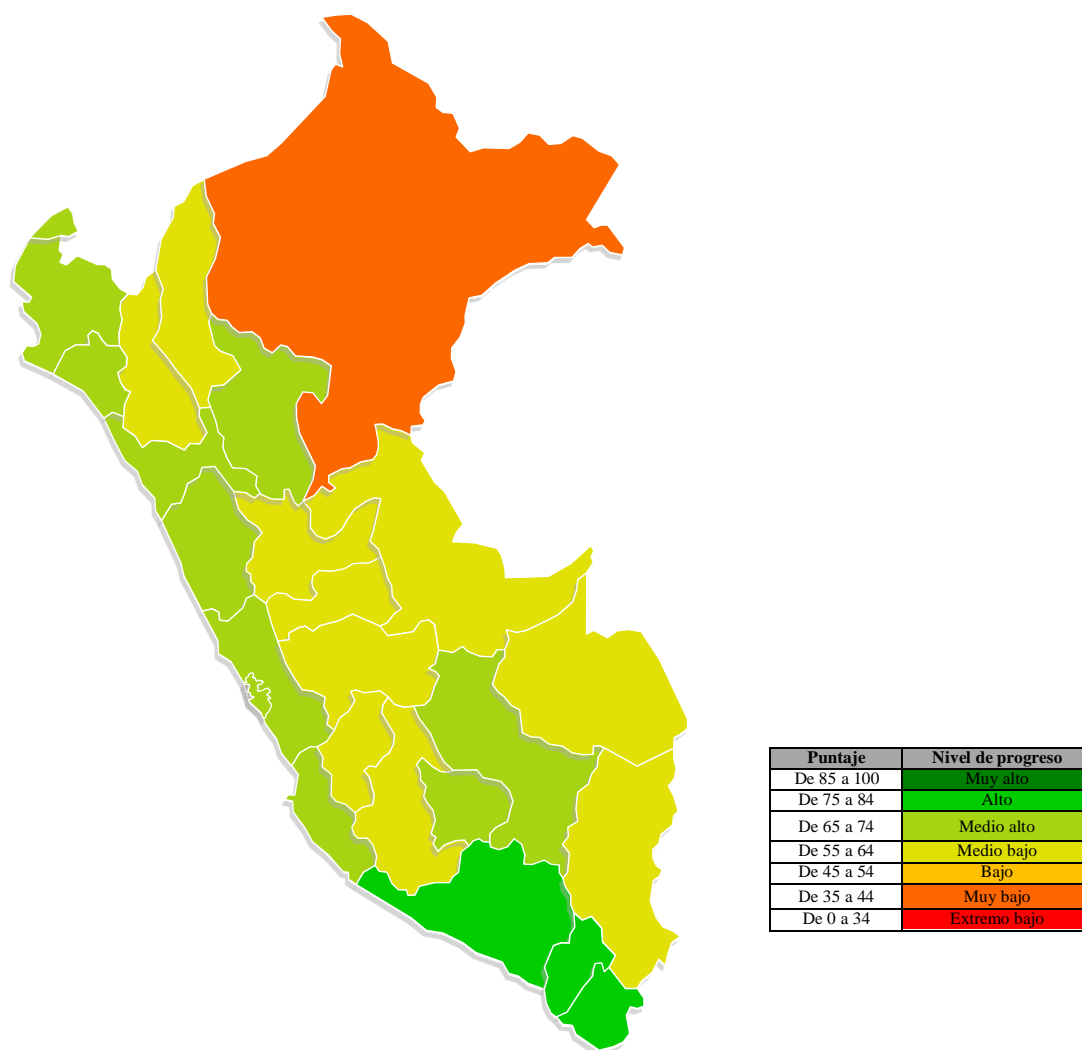 Puntaje Nivel de progreso
De 85 a 100 Muy alto
De 75 a 84 Alto
De 65 a 74 Medio alto
De 55 a 64 Medio bajo
De 45 a 54 Bajo
De 35 a 44 Muy bajo
De 0 a 34 Extremo bajo